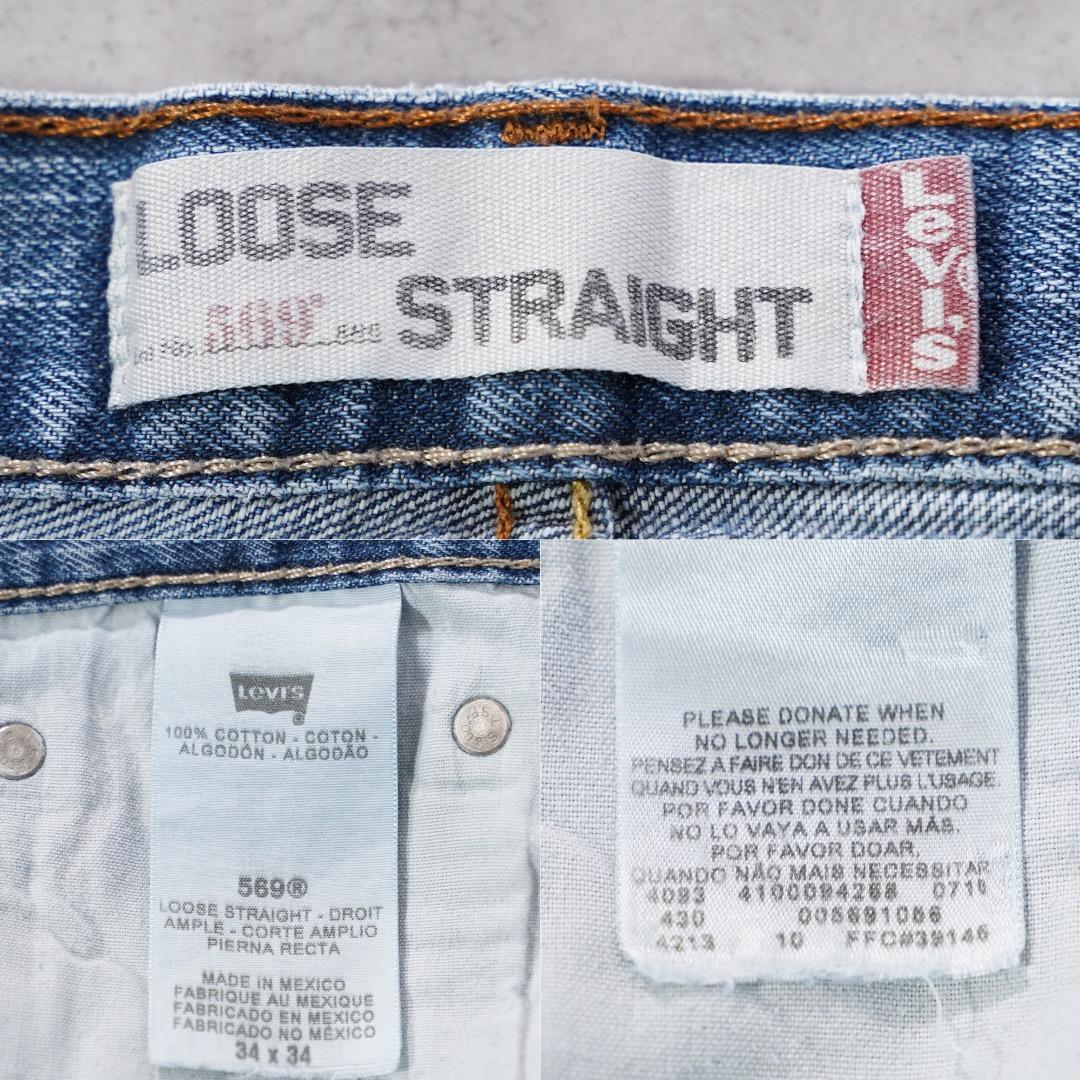 LOOSE
569
STRAIGHT
Levi's
LEVI'S
®
100% COTTON - COTON -
ALGODÓN - ALGODÃO
569®
LOOSE STRAIGHT - DROIT
AMPLE - CORTE AMPLIO
PIERNA RECTA
MADE IN MEXICO
FABRIQUE AU MEXIQUE
FABRICADO EN MEXICO
FABRICADO NO MÉXICO
34 x 34
PLEASE DONATE WHEN
NO LONGER NEEDED.
PENSEZ A FAIRE DON DE CE VETEMENT
QUAND VOUS N'EN AVEZ PLUS L'USAGE.
POR FAVOR DONE CUANDO
NO LO VAYA A USAR MÁS.
POR FAVOR DOAR,
QUANDO NÃO MAIS NECESSITAR
4093 4100094268
430 005691056
4213 10 FFC#39146